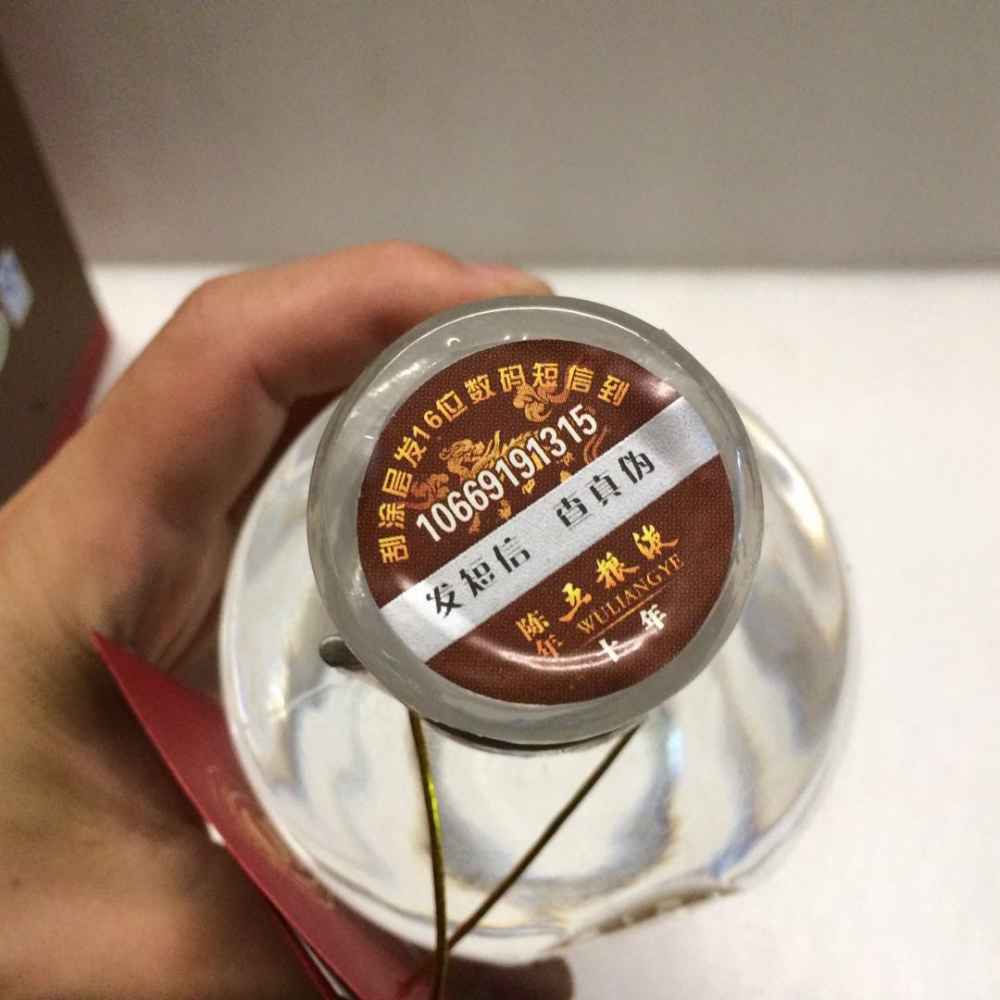 刮涂层发16位数码短信到
10669191315
发短信 查真伪
五粮液
WULIANGYE
陈年
十年